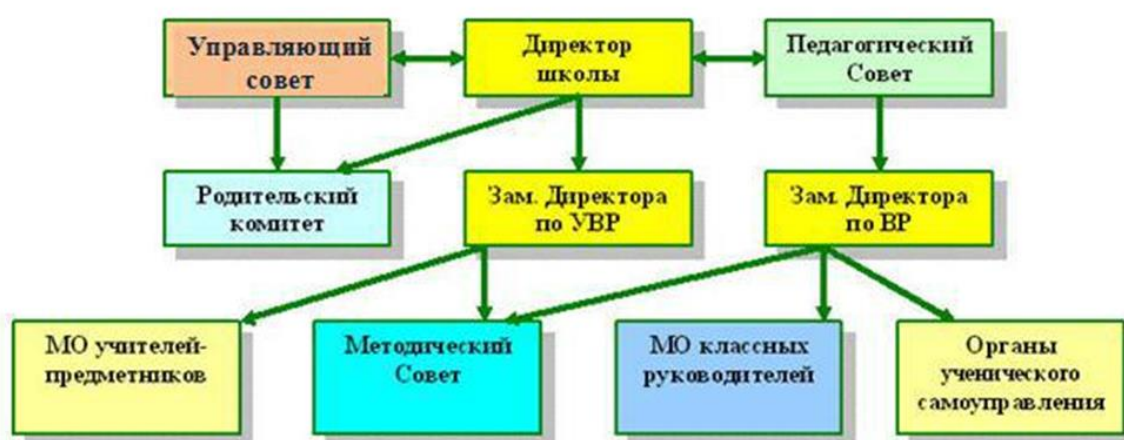 Управляющий
совет
Директор
школы
Педагогический
Совет
Родительский
комитет
Зам. Директора
по УВР
Зам. Директора
по ВР
МО учителей-
предметников
Методический
Совет
МО классных
руководителей
Органы
ученического
самоуправления